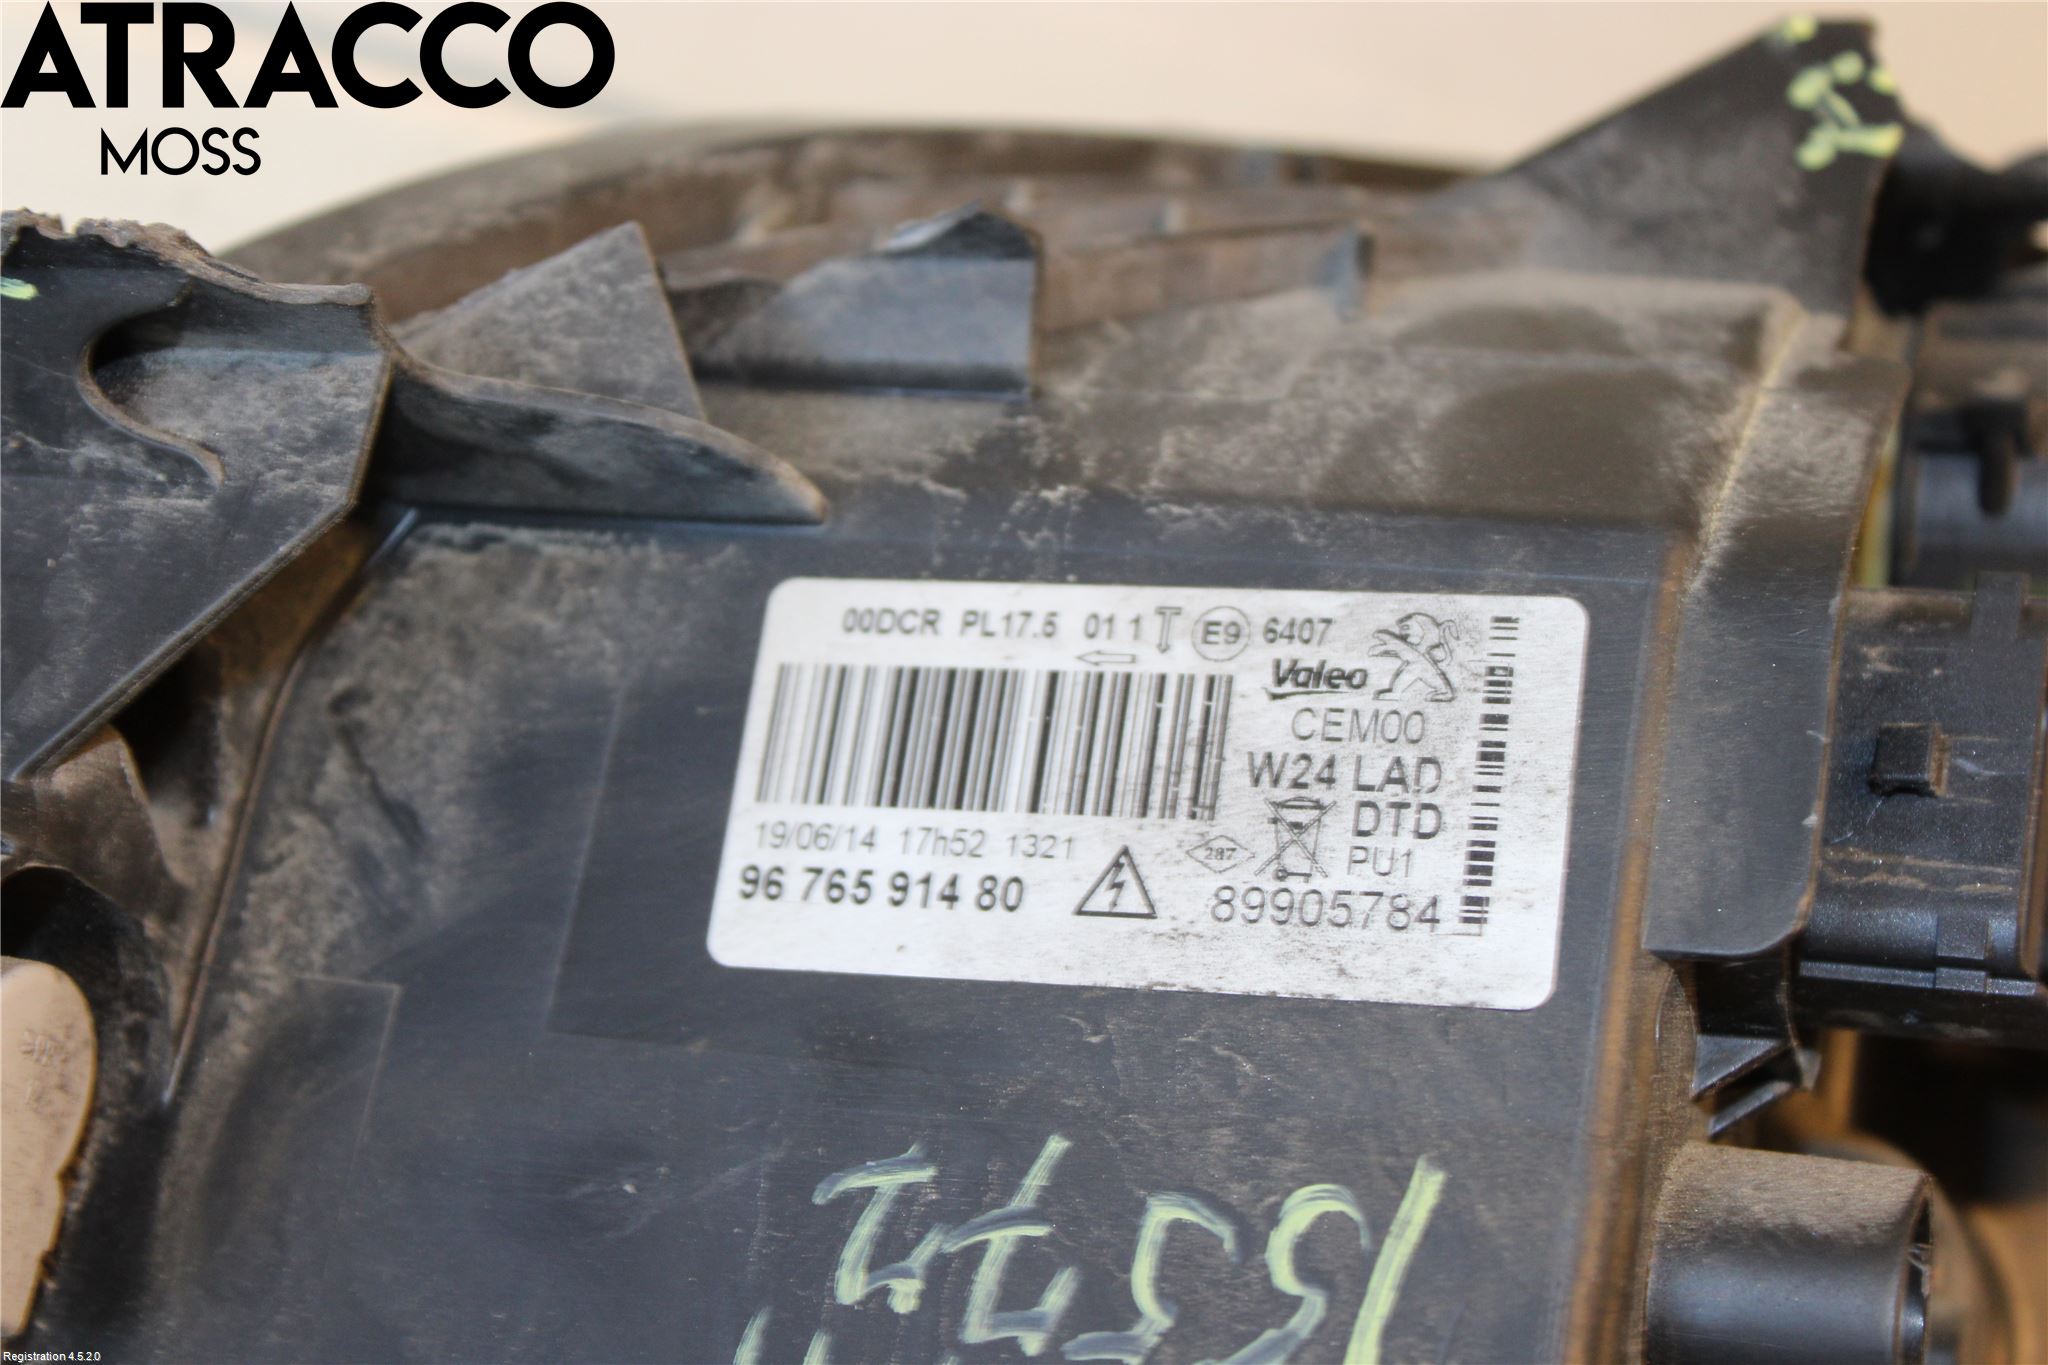 ATRACCO
MOSS
00DCR PL17.5 01 1 E9 6407
Valeo
CEM00
W24 LAD
DTD
19/06/14 17h52 1321
287
PU1
96 765 914 80
89905784
Registration 4.5.2.0